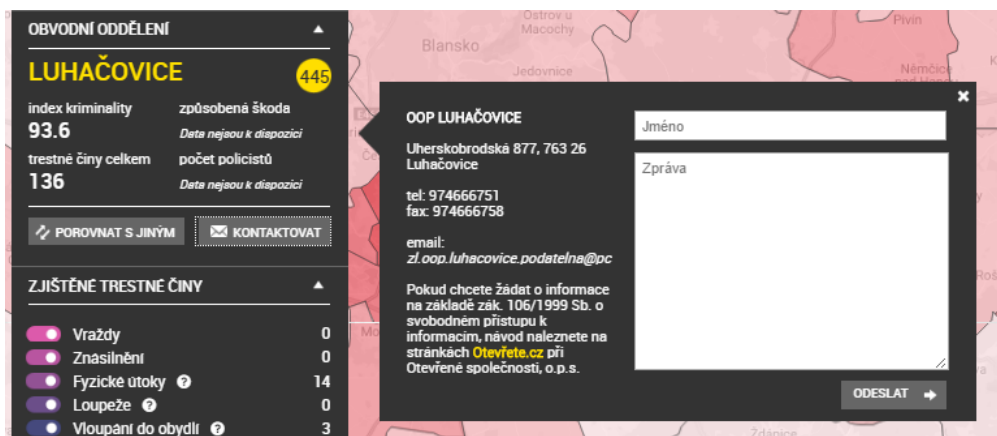 OBVODNÍ ODDĚLENÍ
LUHAČOVICE
445
index kriminality
93.6
způsobená škoda
Data nejsou k dispozici
trestné činy celkem
136
počet policistů
Data nejsou k dispozici
POROVNAT S JINÝM
KONTAKTOVAT
ZJIŠTĚNÉ TRESTNÉ ČINY
Vraždy 0
Znásilnění 0
Fyzické útoky ? 14
Loupeže ? 0
Vloupání do obydlí ? 3
Ostrov u
Macochy
Blansko
Jedovnice
Pivín
Němčice
nad Hanou
OOP LUHAČOVICE
Uherskobrodská 877, 763 26
Luhačovice
tel: 974666751
fax: 974666758
email:
zl.oop.luhacovice.podatelna@pc
Pokud chcete žádat o informace
na základě zák. 106/1999 Sb. o
svobodném přístupu k
informacím, návod naleznete na
stránkách Otevřete.cz při
Otevřené společnosti, o.p.s.
Jméno
Zpráva
ODESLAT
Ždánice